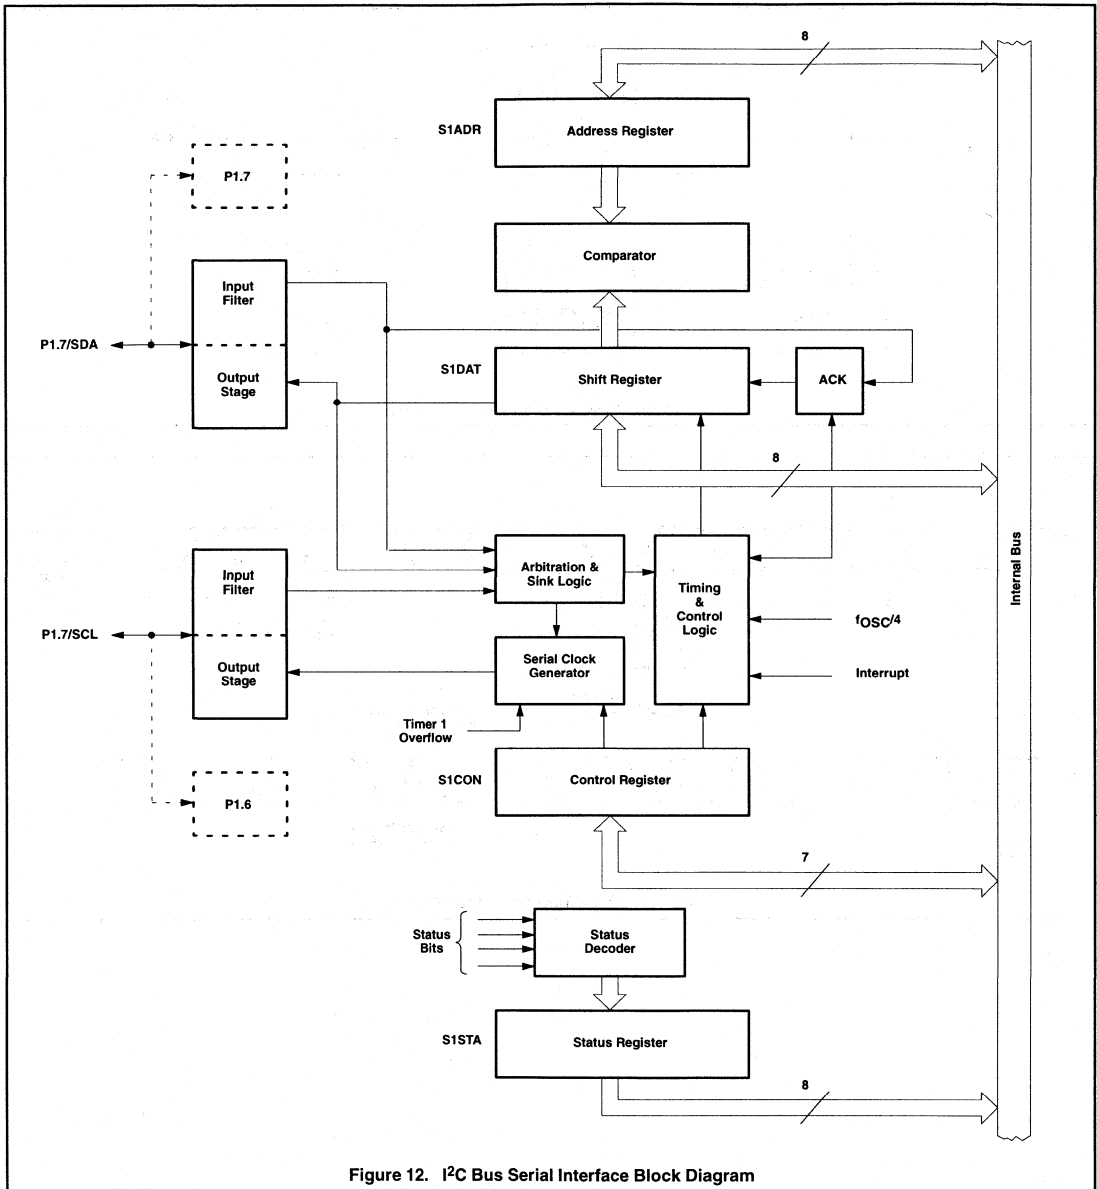 8
S1ADR
Address Register
P1.7
Comparator
Input
Filter
P1.7/SDA
Output
Stage
S1DAT
Shift Register
ACK
8
Internal Bus
Input
Filter
Arbitration &
Sink Logic
Timing
&
Control
Logic
fOSC/4
P1.7/SCL
Output
Stage
Serial Clock
Generator
Interrupt
Timer 1
Overflow
S1CON
Control Register
P1.6
7
Status
Bits
Status
Decoder
S1STA
Status Register
8
Figure 12. I2C Bus Serial Interface Block Diagram